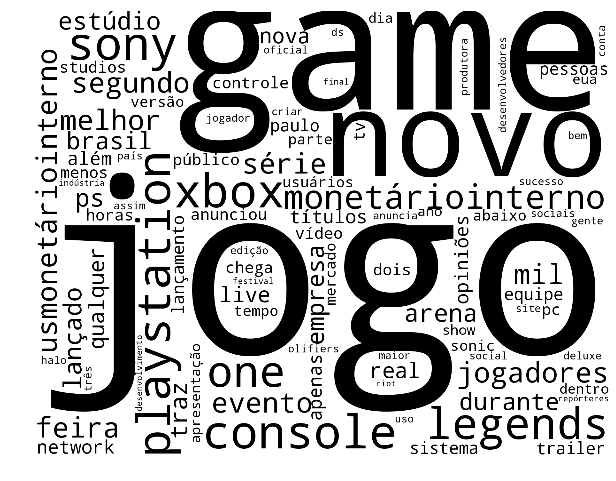 estúdio
game
dia
conta
sony
nova
ds
oficial
studios
segundo
controle
final
produtora
desenvolvedores
pessoas
eua
versão
melhor
jogador
criar
paulo
parte
tv
novo
bem
brasil
além
país
público
série
menos
indústria
usuários
sucesso
ps
assim
xbox
monetáriointerno
usmonetáriointerno
horas
playstation
anunciou
títulos
anuncia
ano
abaixo
sociais
gente
jogo
lançamento
vídeo
opiniões
edição
chega
festival
live
tempo
empresa
mercado
dois
mil
equipe
site
pc
qualquer
lançado
arena
show
sonic
olifiers
halo
três
desenvolvimento
apresentação
maior
social
deluxe
one
apenas
real
riot
jogadores
dentro
traz
evento
durante
repórteres
feira
console
uso
legends
network
sistema
trailer